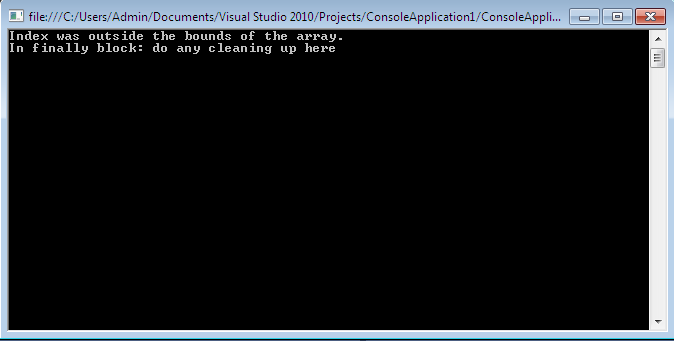 file:///C:/Users/Admin/Documents/Visual Studio 2010/Projects/ConsoleApplication1/ConsoleAppli...
Index was outside the bounds of the array.
In finally block: do any cleaning up here